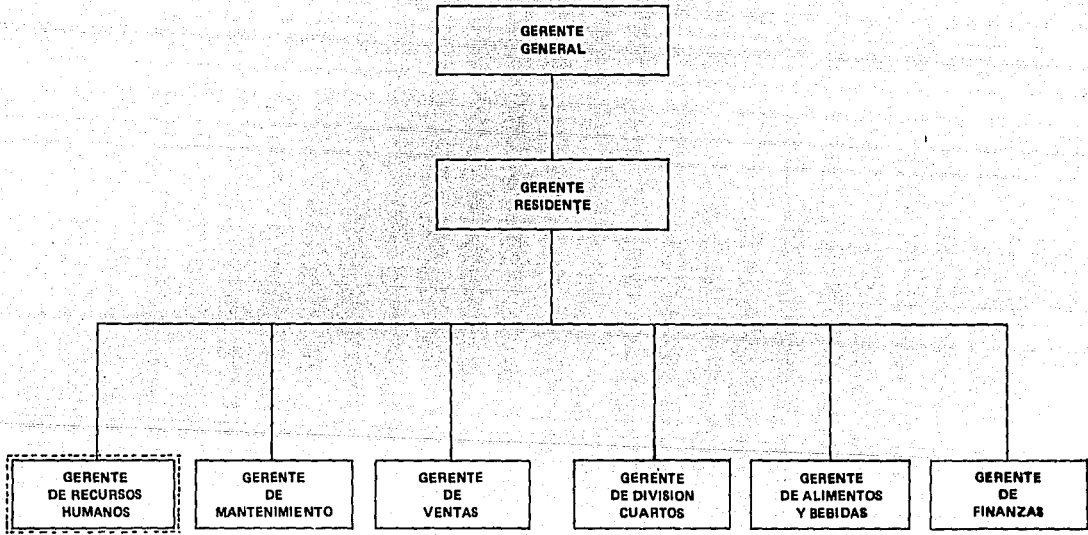 GERENTE
GENERAL
GERENTE
RESIDENTE
GERENTE
DE RECURSOS
HUMANOS
GERENTE
DE
MANTENIMIENTO
GERENTE
DE
VENTAS
GERENTE
DE DIVISION
CUARTOS
GERENTE
DE ALIMENTOS
Y BEBIDAS
GERENTE
DE
FINANZAS